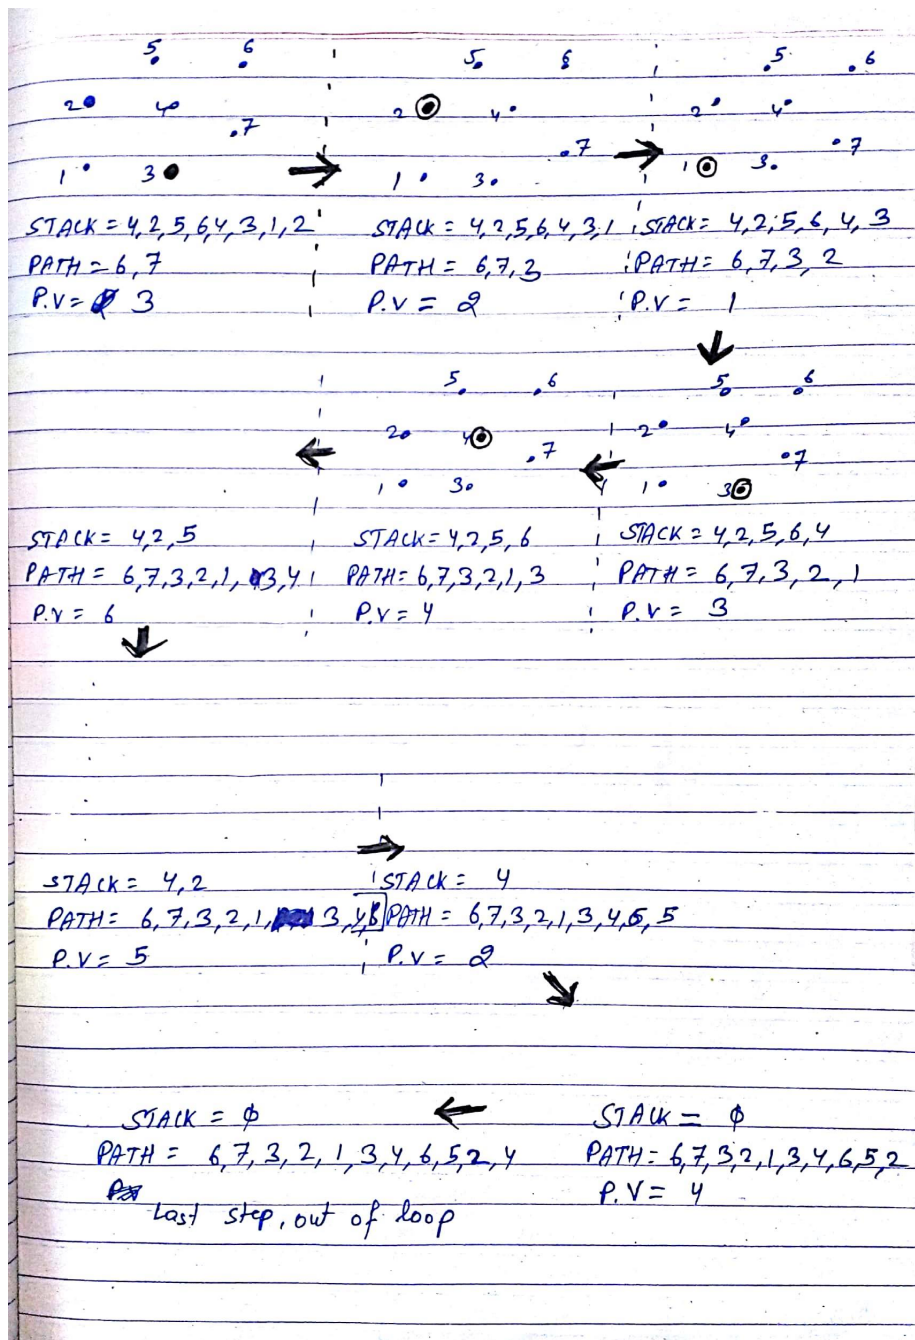 5 6 5 6 5 6
2 4 2 4 2 4
7 7 7
1 3 1 3 1 3
STACK = 4,2,5,6,4,3,1,2 STACK = 4,2,5,6,4,3,1 STACK = 4,2,5,6,4,3
PATH = 6,7 PATH = 6,7,3 PATH = 6,7,3,2
P.V = 3 P.V = 2 P.V = 1
5 6 5 6
2 4 2 4
7 7
1 3 1 3
STACK = 4,2,5 STACK = 4,2,5,6 STACK = 4,2,5,6,4
PATH = 6,7,3,2,1,3,4 PATH = 6,7,3,2,1,3 PATH = 6,7,3,2,1
P.V = 6 P.V = 4 P.V = 3
STACK = 4,2 STACK = 4
PATH = 6,7,3,2,1, 3,4,6 PATH = 6,7,3,2,1,3,4,6,5
P.V = 5 P.V = 2
STACK = φ STACK = φ
PATH = 6,7,3,2,1,3,4,6,5,2,4 PATH = 6,7,3,2,1,3,4,6,5,2
P.V = 4
Last step, out of loop